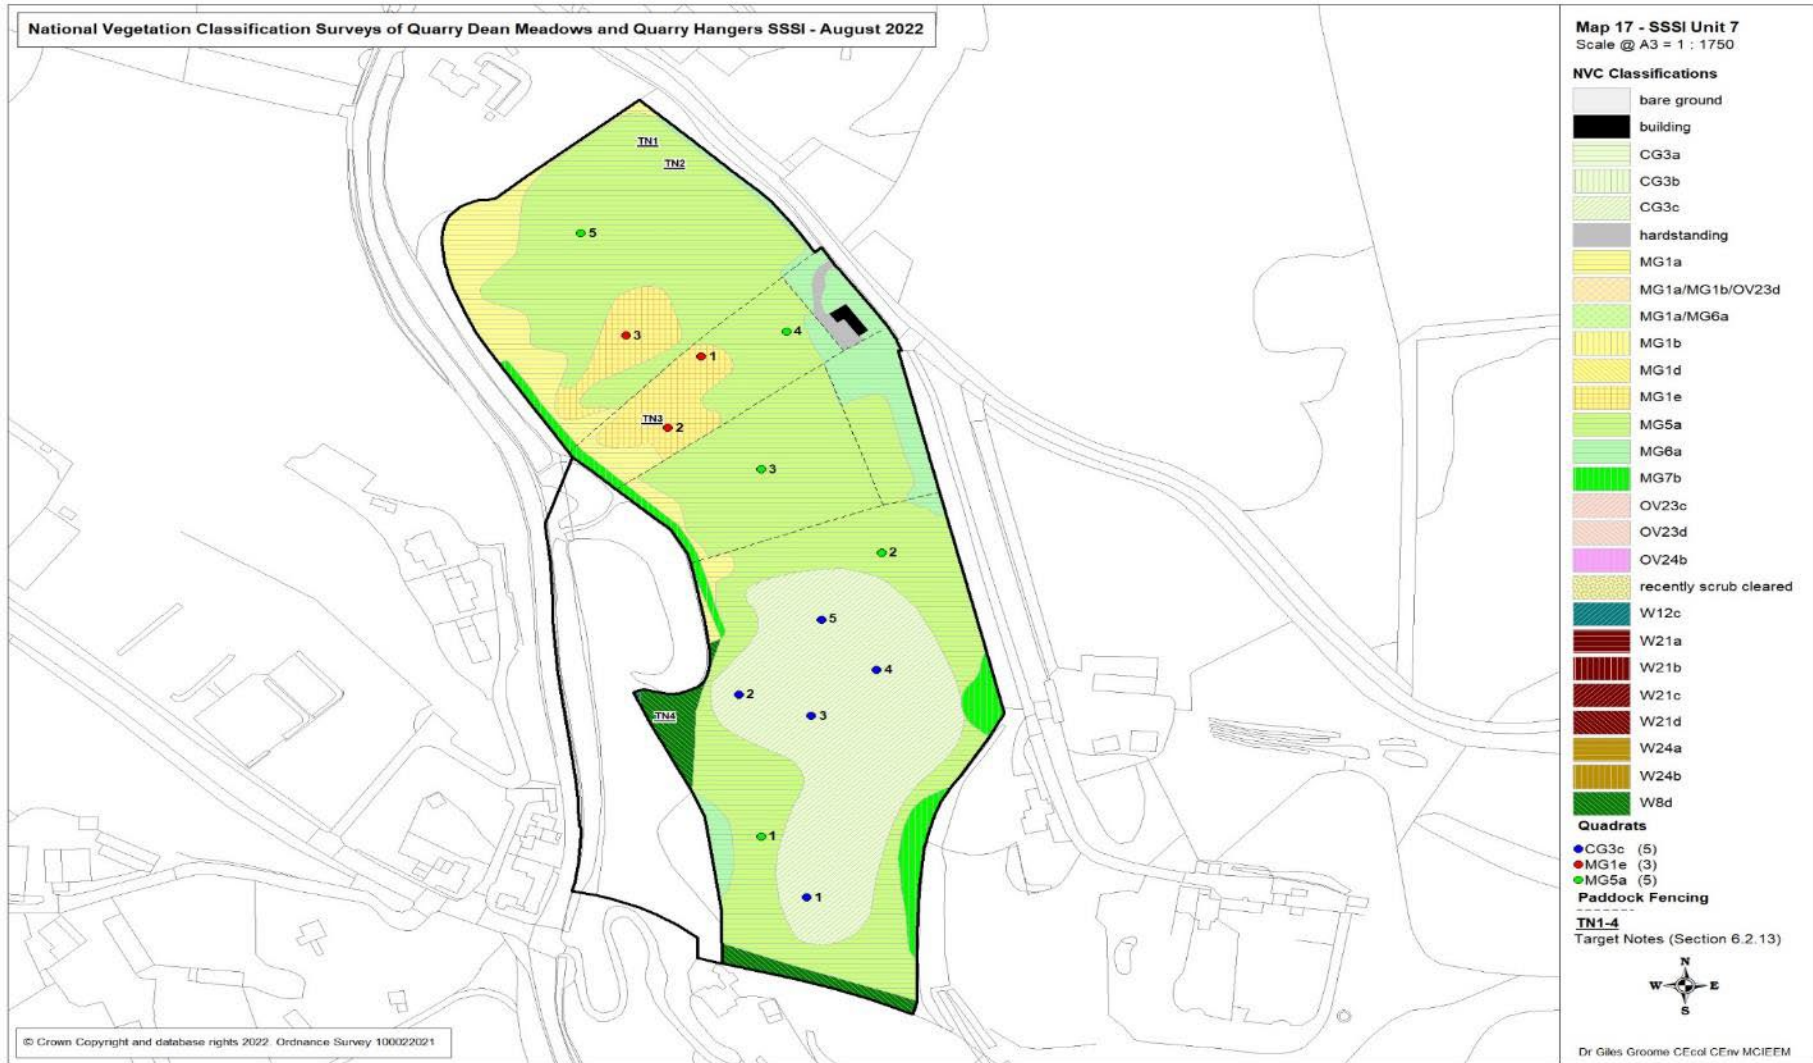 National Vegetation Classification Surveys of Quarry Dean Meadows and Quarry Hangers SSSI - August 2022
TN1
TN2
5
4
3
1
TN3
2
3
2
5
4
2
3
TN4
1
1
© Crown Copyright and database rights 2022. Ordnance Survey 100022021
Map 17 - SSSI Unit 7
Scale @ A3 = 1 : 1750
NVC Classifications
bare ground
building
CG3a
CG3b
CG3c
hardstanding
MG1a
MG1a/MG1b/OV23d
MG1a/MG6a
MG1b
MG1d
MG1e
MG5a
MG6a
MG7b
OV23c
OV23d
OV24b
recently scrub cleared
W12c
W21a
W21b
W21c
W21d
W24a
W24b
W8d
Quadrats
CG3c (5)
MG1e (3)
MG5a (5)
Paddock Fencing
TN1-4
Target Notes (Section 6.2.13)
N
W E
S
Dr Giles Groome CEcol CEnv MCIEEM